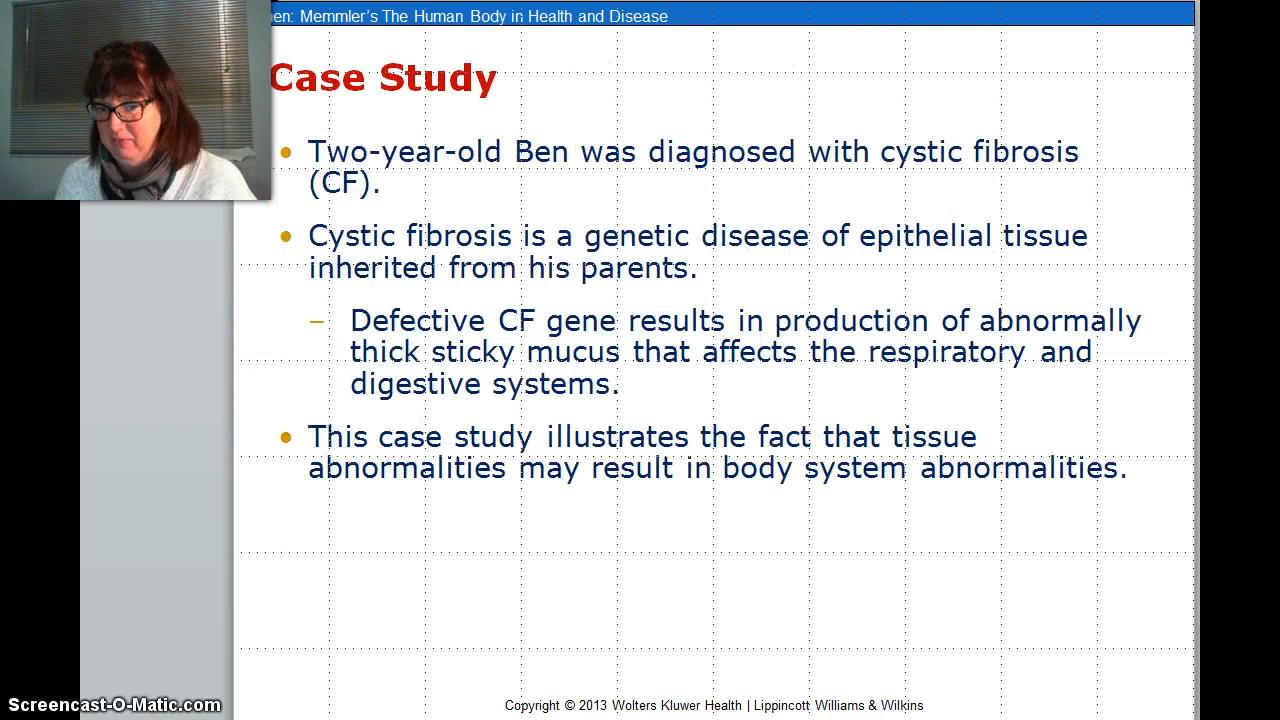 Memmler's The Human Body in Health and Disease
Case Study
• Two-year-old Ben was diagnosed with cystic fibrosis
(CF).
• Cystic fibrosis is a genetic disease of epithelial tissue
inherited from his parents.
– Defective CF gene results in production of abnormally
thick sticky mucus that affects the respiratory and
digestive systems.
• This case study illustrates the fact that tissue
abnormalities may result in body system abnormalities.
Screencast-O-Matic.com
Copyright © 2013 Wolters Kluwer Health | Lippincott Williams & Wilkins